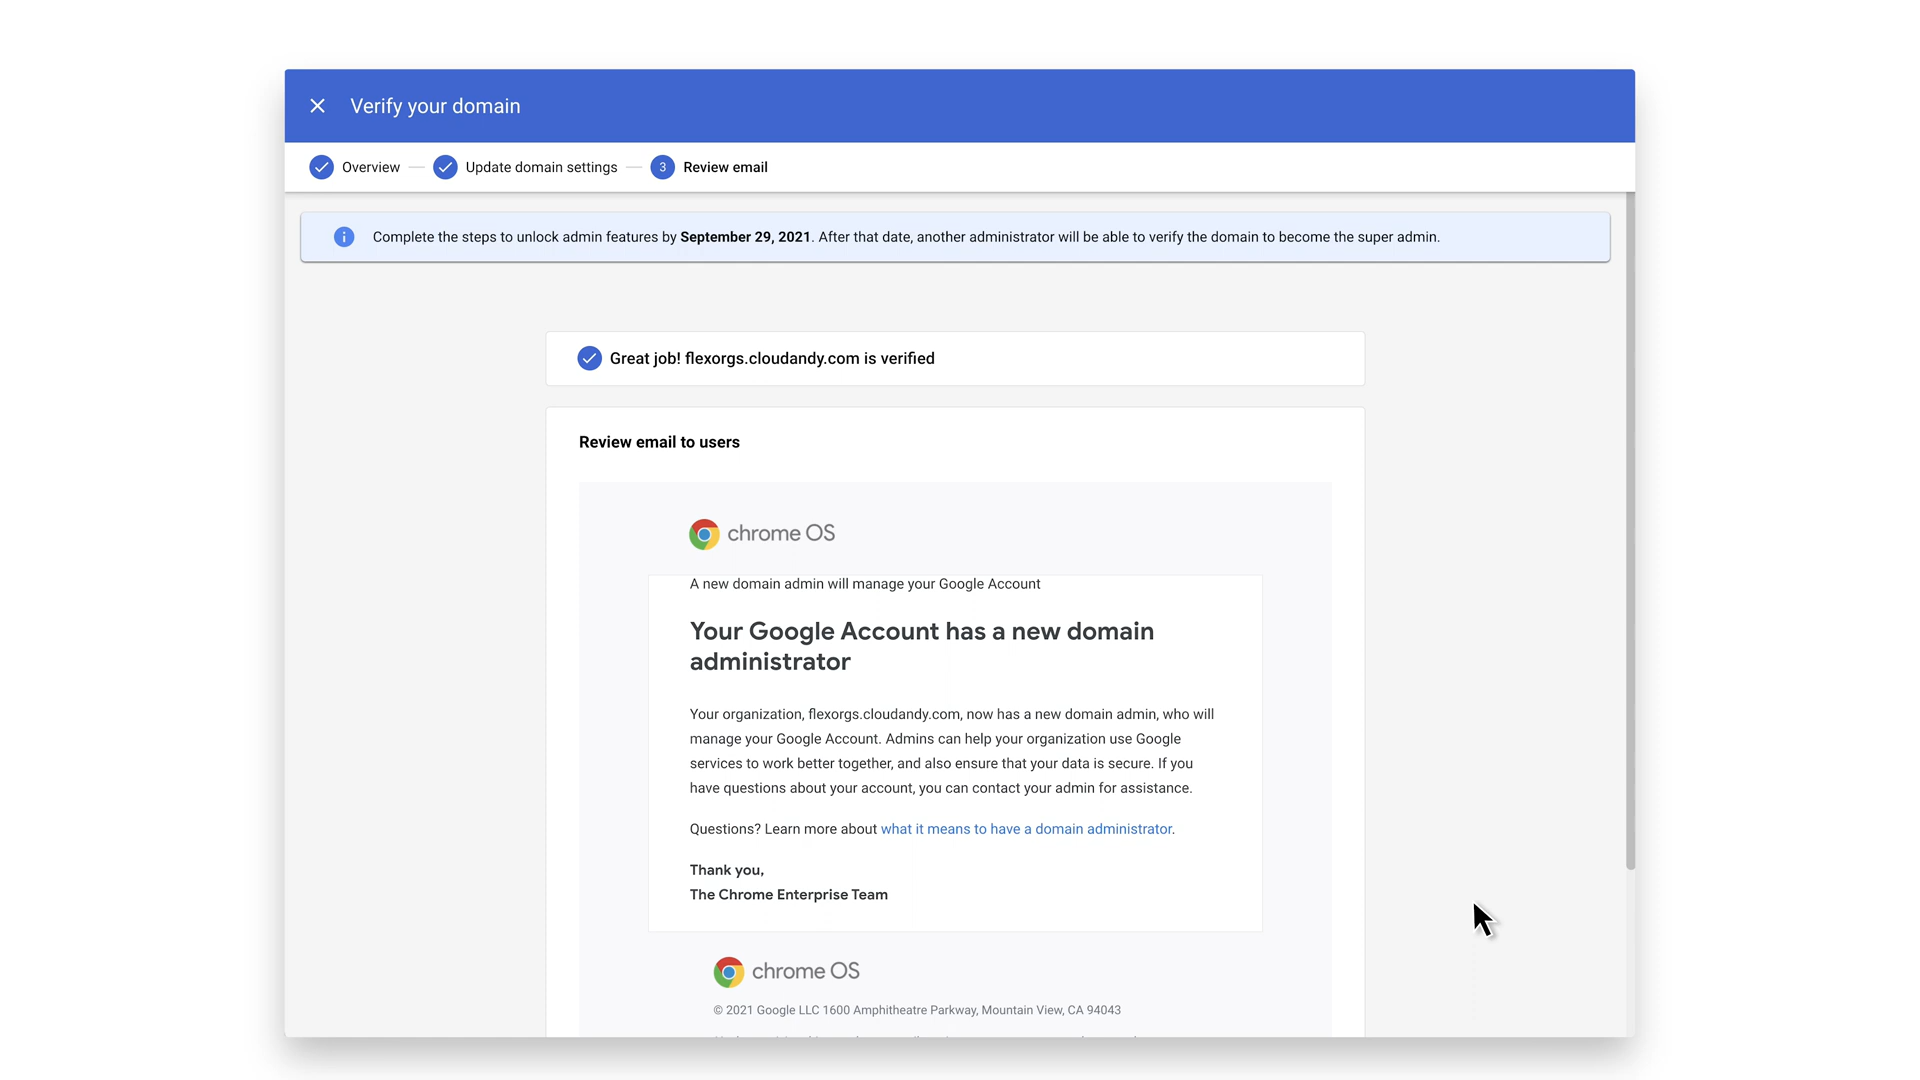 Verify your domain
Overview
Update domain settings
3
Review email
Complete the steps to unlock admin features by September 29, 2021. After that date, another administrator will be able to verify the domain to become the super admin.
Great job! flexorgs.cloudandy.com is verified
Review email to users
chrome OS
A new domain admin will manage your Google Account
Your Google Account has a new domain
administrator
Your organization, flexorgs.cloudandy.com, now has a new domain admin, who will
manage your Google Account. Admins can help your organization use Google
services to work better together, and also ensure that your data is secure. If you
have questions about your account, you can contact your admin for assistance.
Questions? Learn more about what it means to have a domain administrator.
Thank you,
The Chrome Enterprise Team
chrome OS
© 2021 Google LLC 1600 Amphitheatre Parkway, Mountain View, CA 94043